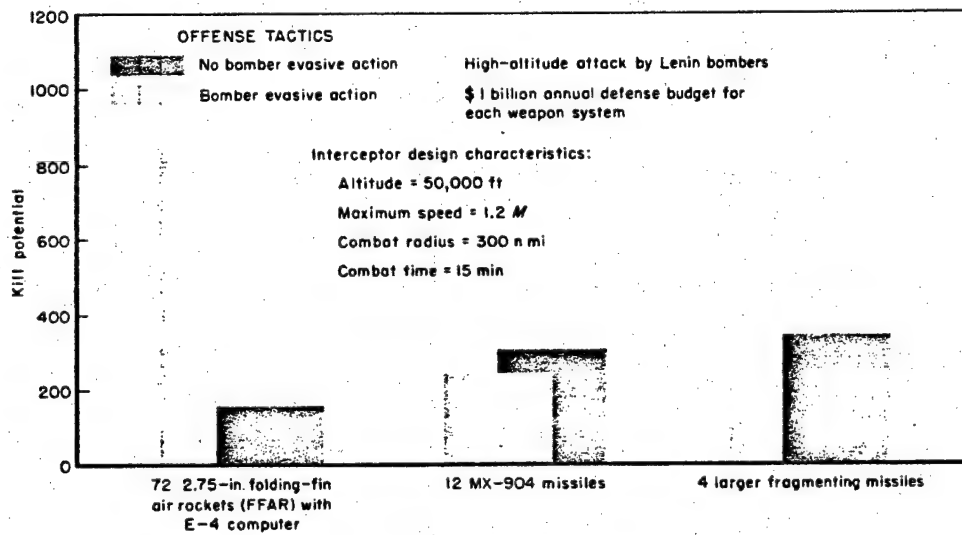 1200
1000
800
600
400
200
0
Kill potential
OFFENSE TACTICS
No bomber evasive action
Bomber evasive action
High-altitude attack by Lenin bombers
$1 billion annual defense budget for
each weapon system
Interceptor design characteristics:
Altitude = 50,000 ft
Maximum speed = 1.2 M
Combat radius = 300 n mi
Combat time = 15 min
72 2.75-in. folding-fin
air rockets (FFAR) with
E-4 computer
12 MX-904 missiles
4 larger fragmenting missiles